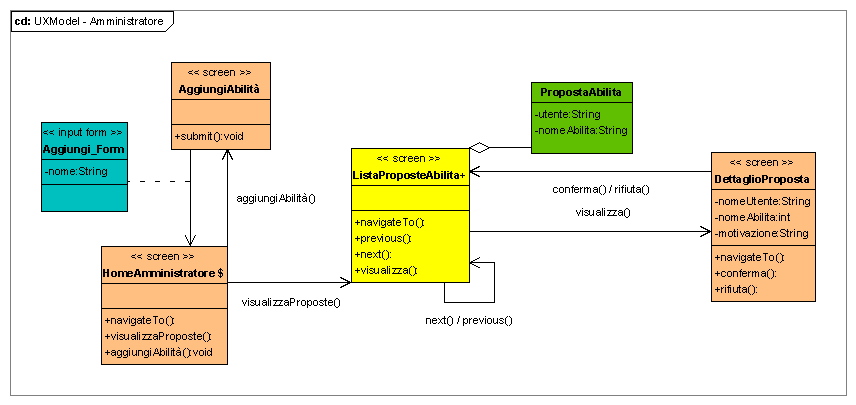 cd: UXModel - Amministratore
<< screen >>
AggiungiAbilità
+submit():void
<< input form >>
Aggiungi_Form
-nome:String
aggiungiAbilità()
<< screen >>
HomeAmministratore $
+navigateTo():
+visualizzaProposte():
+aggiungiAbilità():void
visualizzaProposte()
<< screen >>
ListaProposteAbilita+
+navigateTo():
+previous():
+next():
+visualizza():
next() / previous()
PropostaAbilita
-utente:String
-nomeAbilita:String
conferma() / rifiuta()
visualizza()
<< screen >>
DettaglioProposta
-nomeUtente:String
-nomeAbilita:int
-motivazione:String
+navigateTo():
+conferma():
+rifiuta():